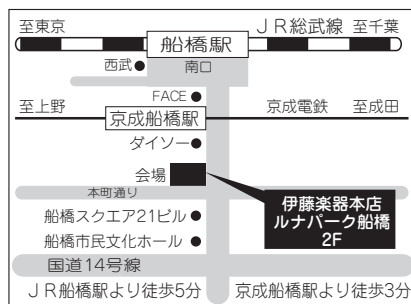 至東京
船橋駅
ＪＲ総武線
至千葉
西武●
南口
FACE●
至上野
京成船橋駅
京成電鉄
至成田
ダイソー●
会場
本町通り
伊藤楽器本店
ルナパーク船橋
2F
船橋スクエア21ビル●
船橋市民文化ホール●
国道14号線
ＪＲ船橋駅より徒歩5分
京成船橋駅より徒歩3分